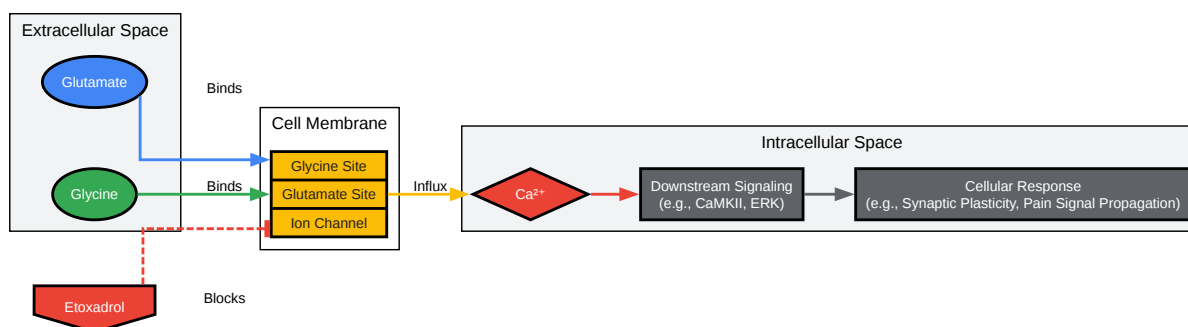 Extracellular Space
Glutamate
Binds
Cell Membrane
Intracellular Space
Glycine Site
Glycine
Binds
Glutamate Site
Influx
Ca²⁺
Downstream Signaling
(e.g., CaMKII, ERK)
Cellular Response
(e.g., Synaptic Plasticity, Pain Signal Propagation)
Ion Channel
Etoxadrol
Blocks